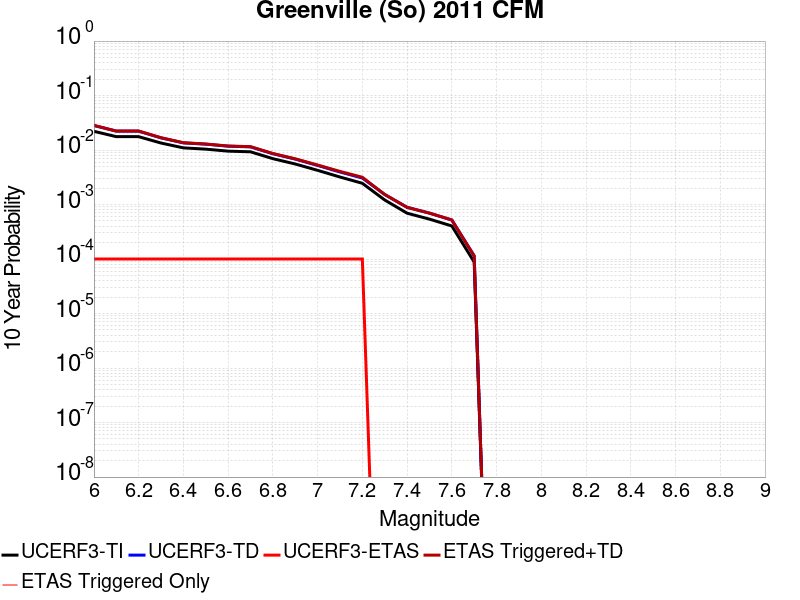 Greenville (So) 2011 CFM
10 Year Probability
10^0
10^-1
10^-2
10^-3
10^-4
10^-5
10^-6
10^-7
10^-8
6 6.2 6.4 6.6 6.8 7 7.2 7.4 7.6 7.8 8 8.2 8.4 8.6 8.8 9
Magnitude
UCERF3-TI UCERF3-TD UCERF3-ETAS ETAS Triggered+TD
ETAS Triggered Only